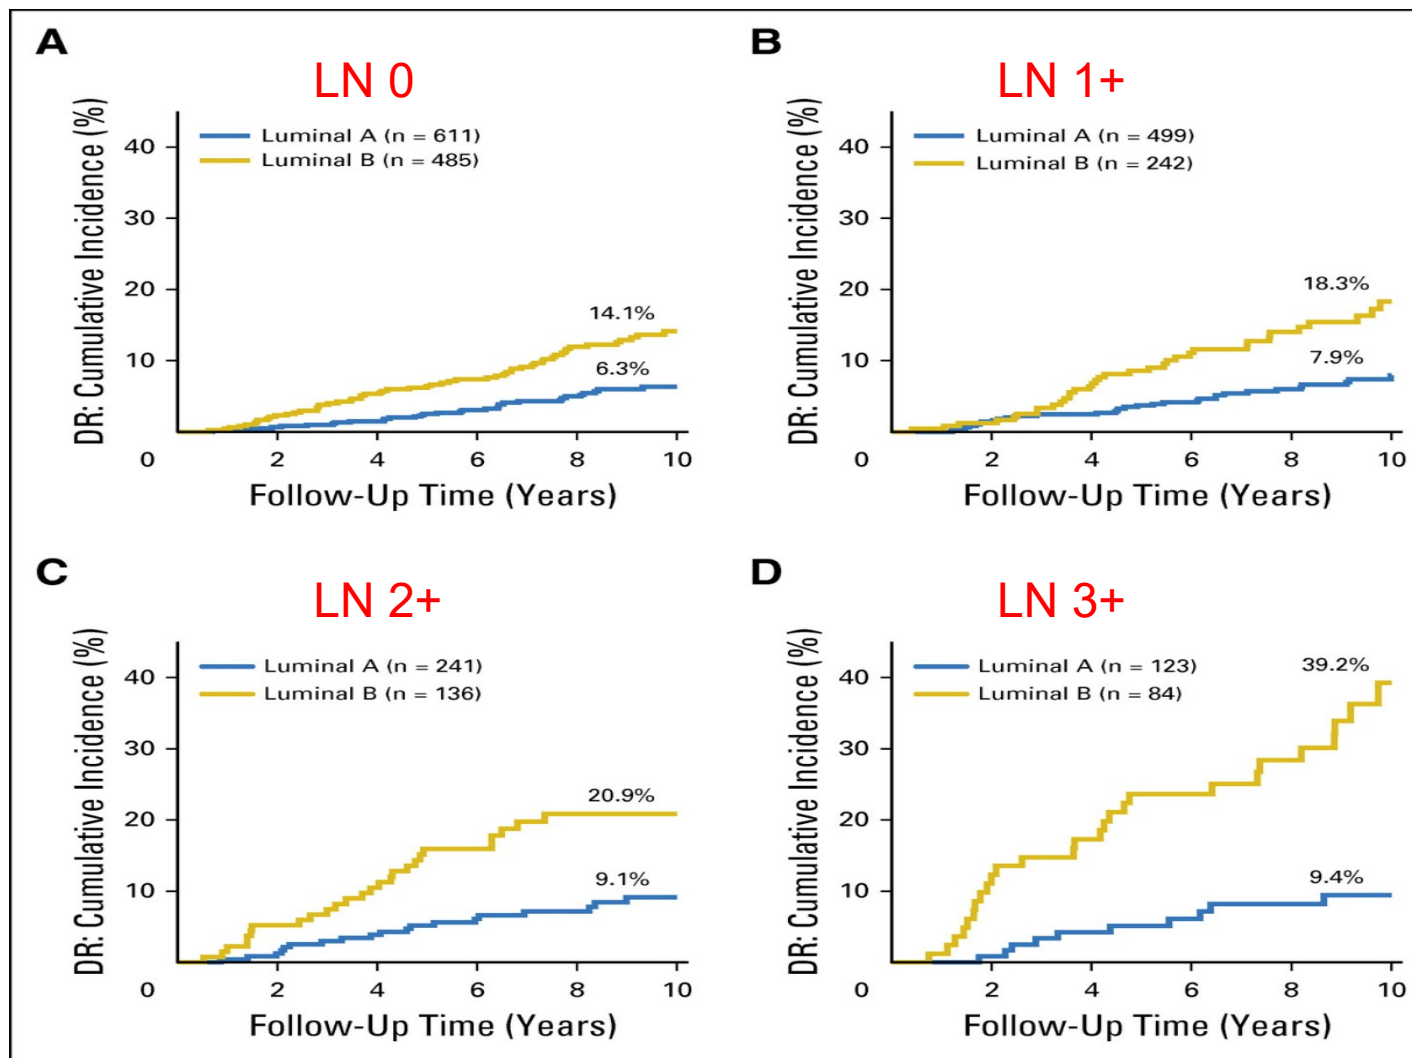 A
LN 0
DR: Cumulative Incidence (%)
Luminal A (n = 611)
Luminal B (n = 485)
40
30
20
10
14.1%
6.3%
0 2 4 6 8 10
Follow-Up Time (Years)
B
LN 1+
DR: Cumulative Incidence (%)
Luminal A (n = 499)
Luminal B (n = 242)
40
30
20
10
18.3%
7.9%
0 2 4 6 8 10
Follow-Up Time (Years)
C
LN 2+
DR: Cumulative Incidence (%)
Luminal A (n = 241)
Luminal B (n = 136)
40
30
20
10
20.9%
9.1%
0 2 4 6 8 10
Follow-Up Time (Years)
D
LN 3+
DR: Cumulative Incidence (%)
Luminal A (n = 123)
Luminal B (n = 84)
40
30
20
10
39.2%
9.4%
0 2 4 6 8 10
Follow-Up Time (Years)